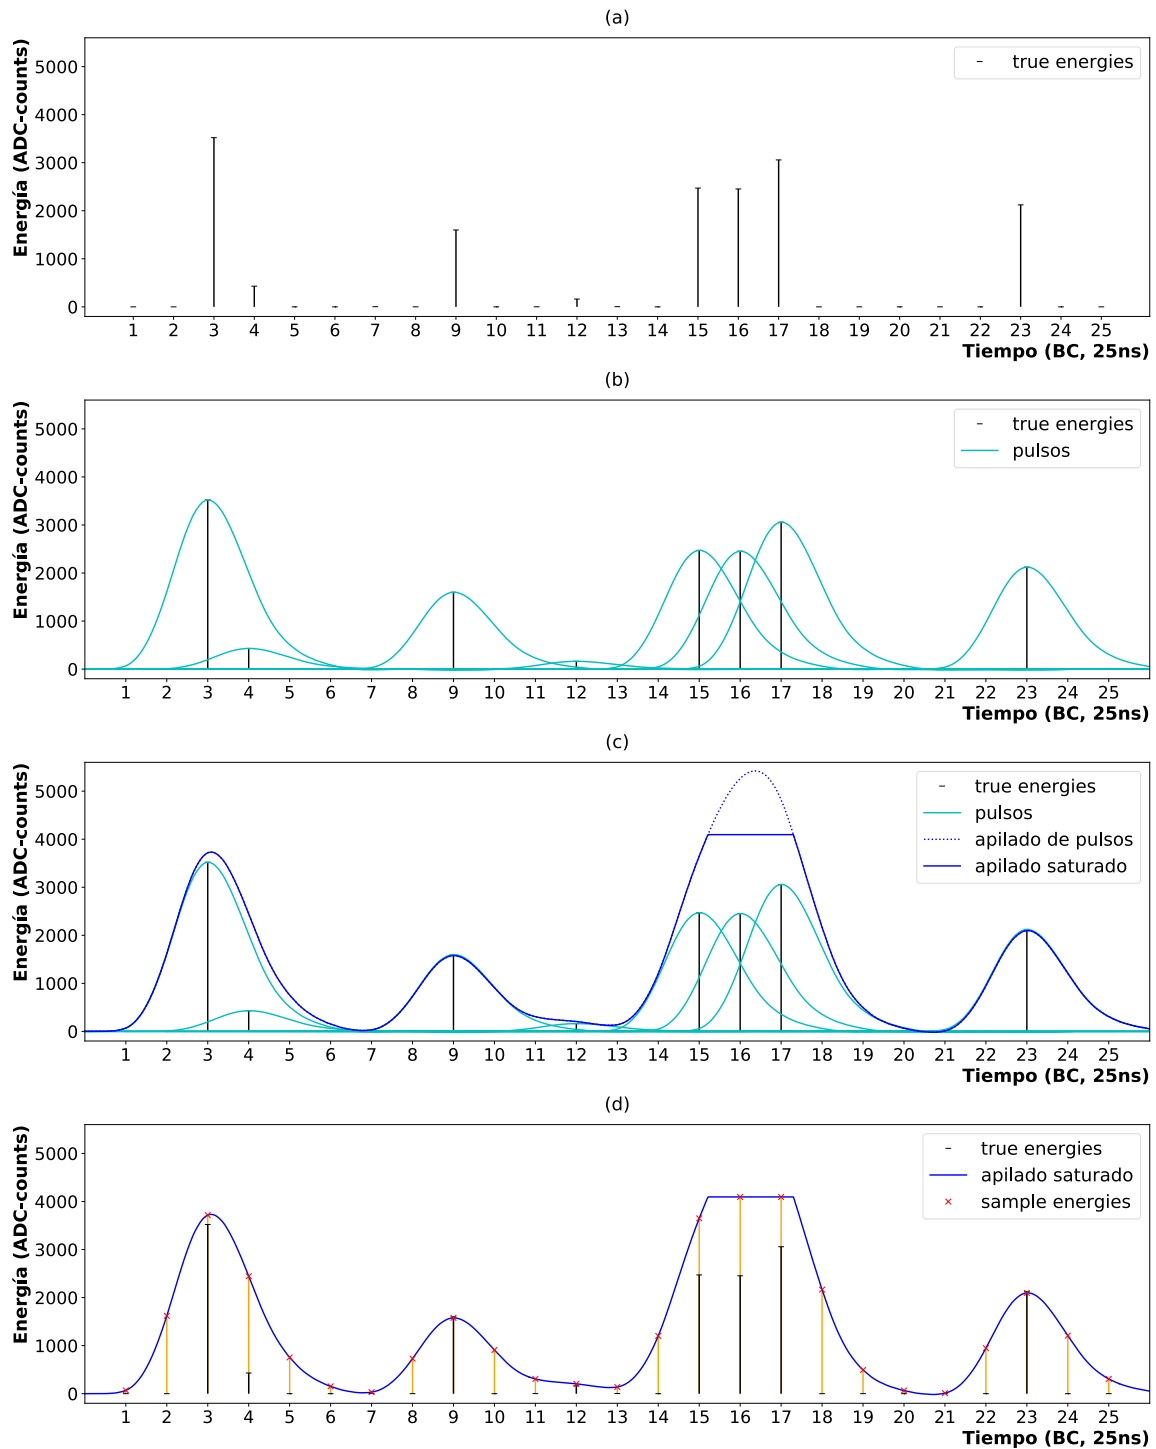 (a)
Energía (ADC-counts)
5000
4000
3000
2000
1000
0
true energies
1 2 3 4 5 6 7 8 9 10 11 12 13 14 15 16 17 18 19 20 21 22 23 24 25
Tiempo (BC, 25ns)
(b)
Energía (ADC-counts)
5000
4000
3000
2000
1000
0
true energies
pulsos
1 2 3 4 5 6 7 8 9 10 11 12 13 14 15 16 17 18 19 20 21 22 23 24 25
Tiempo (BC, 25ns)
(c)
Energía (ADC-counts)
5000
4000
3000
2000
1000
0
true energies
pulsos
apilado de pulsos
apilado saturado
1 2 3 4 5 6 7 8 9 10 11 12 13 14 15 16 17 18 19 20 21 22 23 24 25
Tiempo (BC, 25ns)
(d)
Energía (ADC-counts)
5000
4000
3000
2000
1000
0
true energies
apilado saturado
sample energies
1 2 3 4 5 6 7 8 9 10 11 12 13 14 15 16 17 18 19 20 21 22 23 24 25
Tiempo (BC, 25ns)